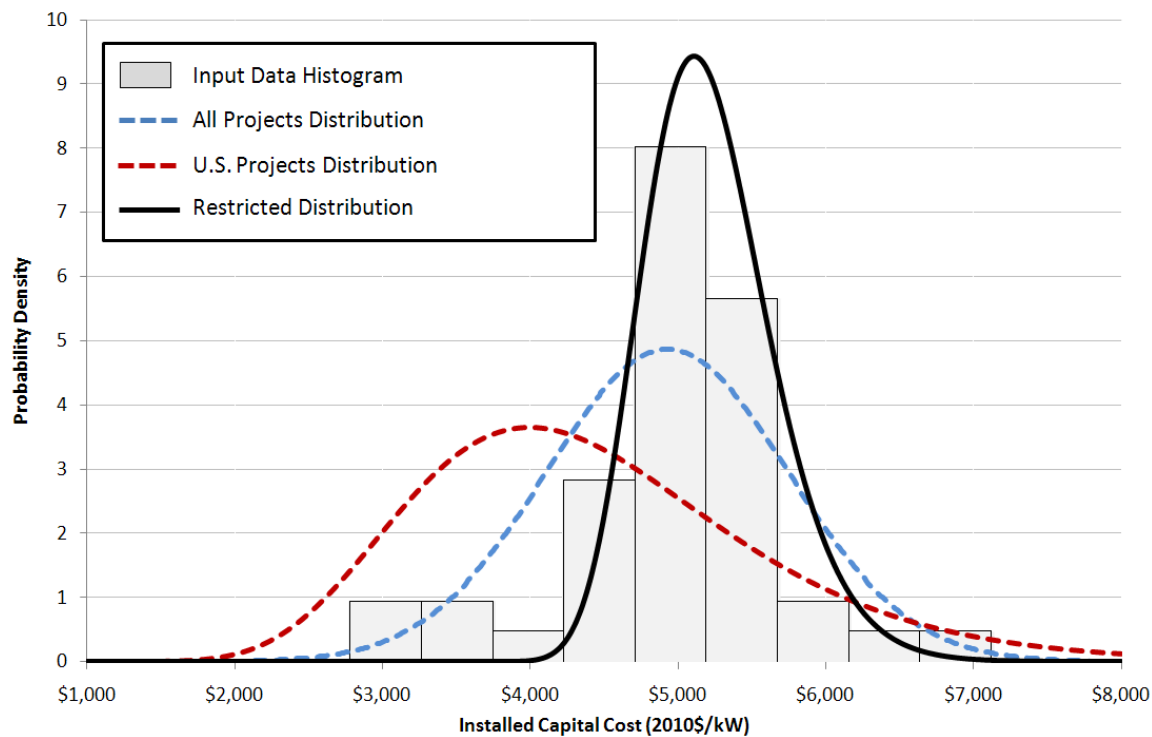 10
9
8
7
6
5
4
3
2
1
0
Probability Density
Input Data Histogram
All Projects Distribution
U.S. Projects Distribution
Restricted Distribution
$1,000 $2,000 $3,000 $4,000 $5,000 $6,000 $7,000 $8,000
Installed Capital Cost (2010$/kW)